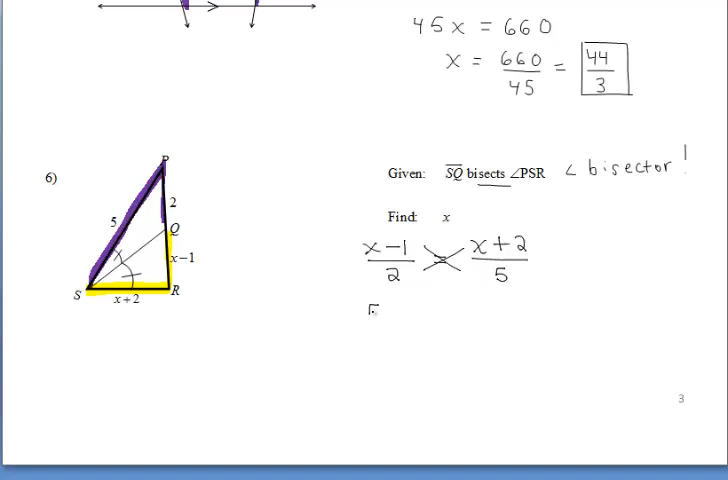 45x = 660
x = 660/45 = 44/3
6)
Given: SQ bisects ∠PSR ∠ bisector!
Find: x
P
2
5
Q
x−1
S
x+2
R
x−1/2 = x+2/5
5
3